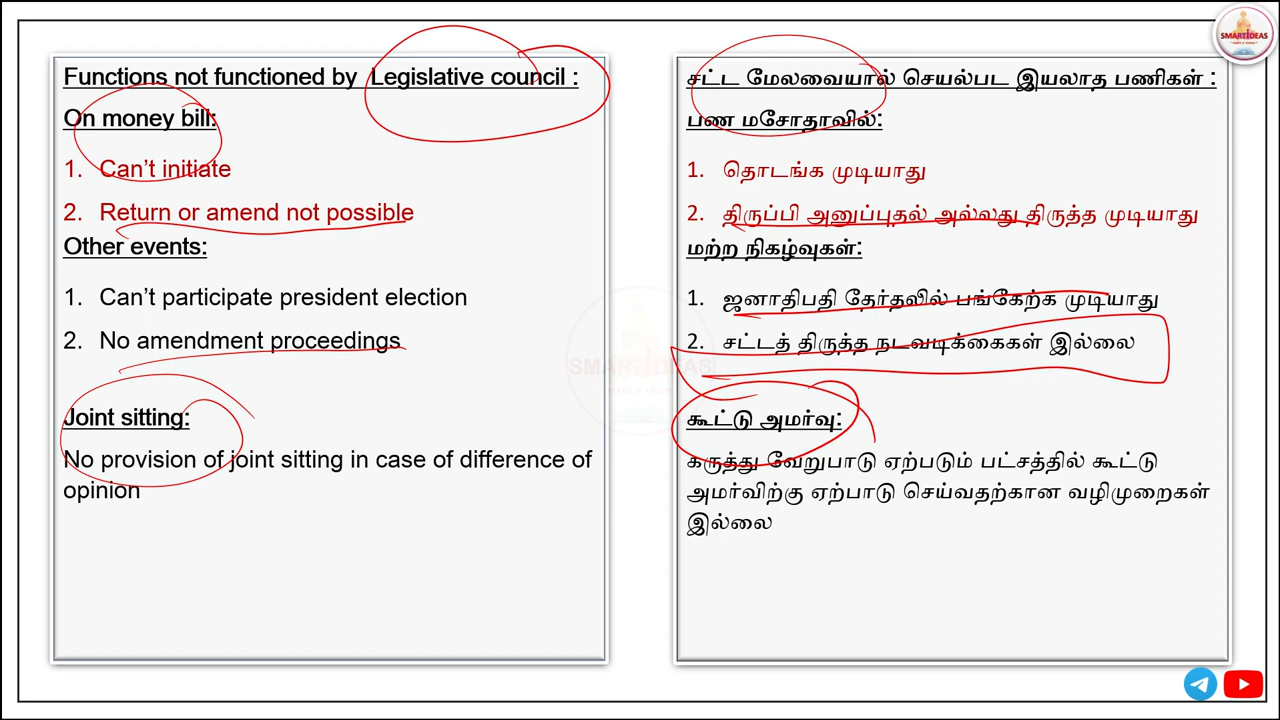 SMARTIDEAS
Functions not functioned by Legislative council :
On money bill:
1. Can't initiate
2. Return or amend not possible
Other events:
1. Can't participate president election
2. No amendment proceedings
Joint sitting:
No provision of joint sitting in case of difference of
opinion
சட்ட மேலவையால் செயல்பட இயலாத பணிகள் :
பண மசோதாவில்:
1. தொடங்க முடியாது
2. திருப்பி அனுப்புதல் அல்லது திருத்த முடியாது
மற்ற நிகழ்வுகள்:
1. ஜனாதிபதி தேர்தலில் பங்கேற்க முடியாது
2. சட்டத் திருத்த நடவடிக்கைகள் இல்லை
கூட்டு அமர்வு:
கருத்து வேறுபாடு ஏற்படும் பட்சத்தில் கூட்டு
அமர்விற்கு ஏற்பாடு செய்வதற்கான வழிமுறைகள்
இல்லை
SMARTIDEAS